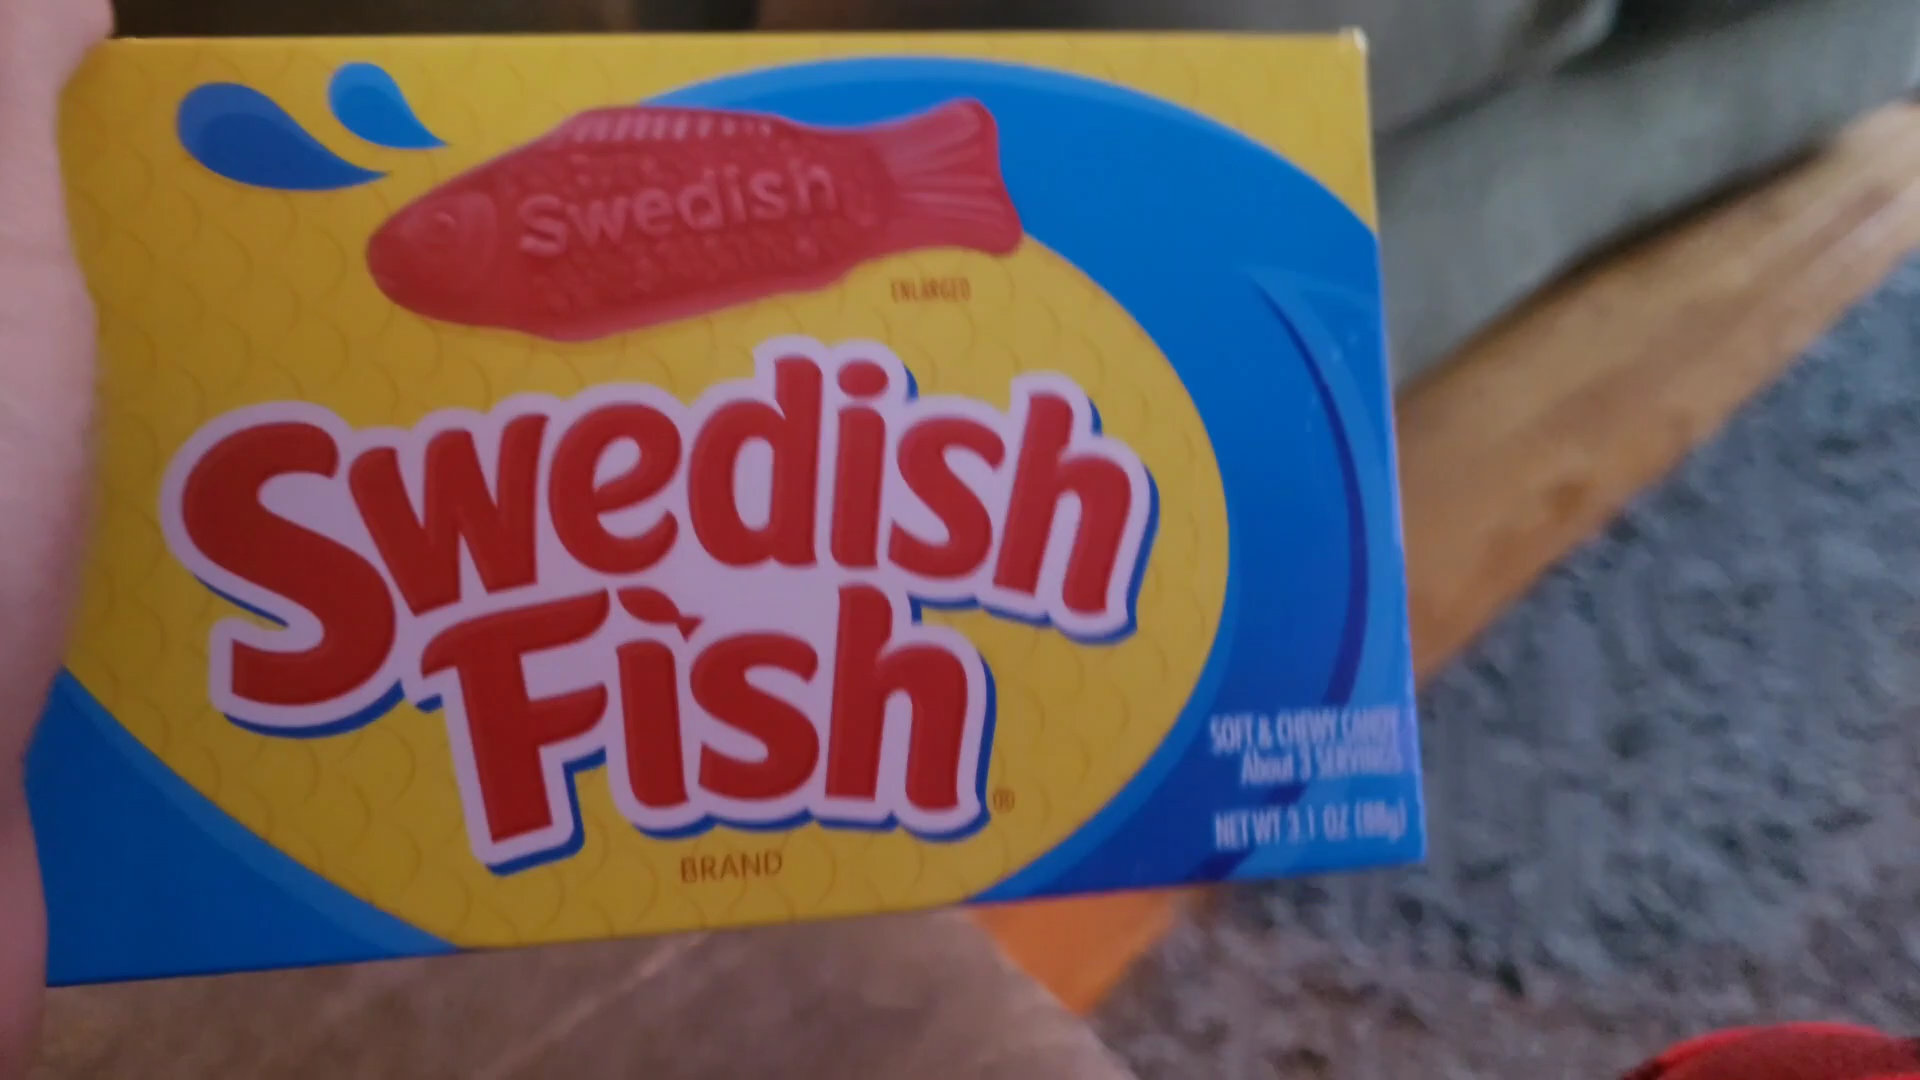 Swedish
ENLARGED
Swedish
Fish®
BRAND
SOFT & CHEWY CANDY
About 3 SERVINGS
NET WT 3.1 OZ (88g)